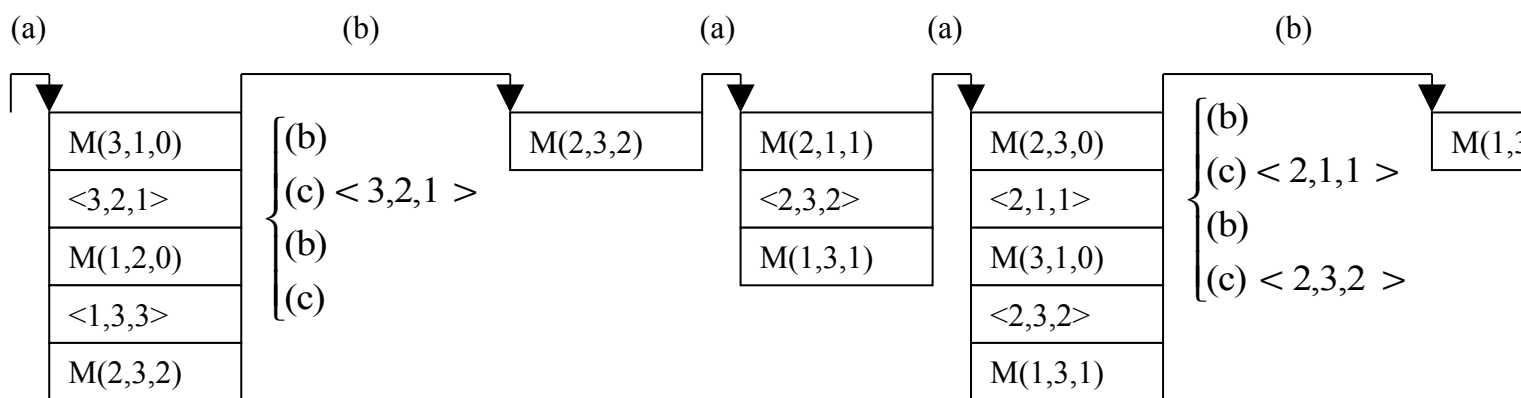 (a) (b) (a) (a) (b)
M(3,1,0)
<3,2,1>
M(1,2,0)
<1,3,3>
M(2,3,2)
(b)
(c) < 3,2,1 >
(b)
(c)
M(2,3,2)
M(2,1,1)
<2,3,2>
M(1,3,1)
M(2,3,0)
<2,1,1>
M(3,1,0)
<2,3,2>
M(1,3,1)
(b)
(c) < 2,1,1 >
(b)
(c) < 2,3,2 >
M(1,3